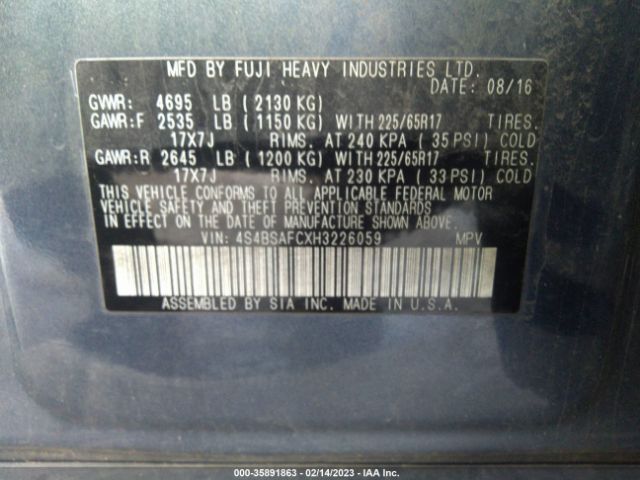 MFD BY FUJI HEAVY INDUSTRIES LTD.
DATE: 08/16
GVWR: 4695 LB (2130 KG)
GAWR:F 2535 LB (1150 KG) WITH 225/65R17 TIRES.
17X7J RIMS. AT 240 KPA (35 PSI) COLD
GAWR:R 2645 LB (1200 KG) WITH 225/65R17 TIRES.
17X7J RIMS. AT 230 KPA (33 PSI) COLD
THIS VEHICLE CONFORMS TO ALL APPLICABLE FEDERAL MOTOR
VEHICLE SAFETY AND THEFT PREVENTION STANDARDS
IN EFFECT ON THE DATE OF MANUFACTURE SHOWN ABOVE.
VIN: 4S4BSAFCXH3226059 MPV
ASSEMBLED BY SIA INC. MADE IN U.S.A.
000-35891863 — 02/14/2023 — IAA Inc.